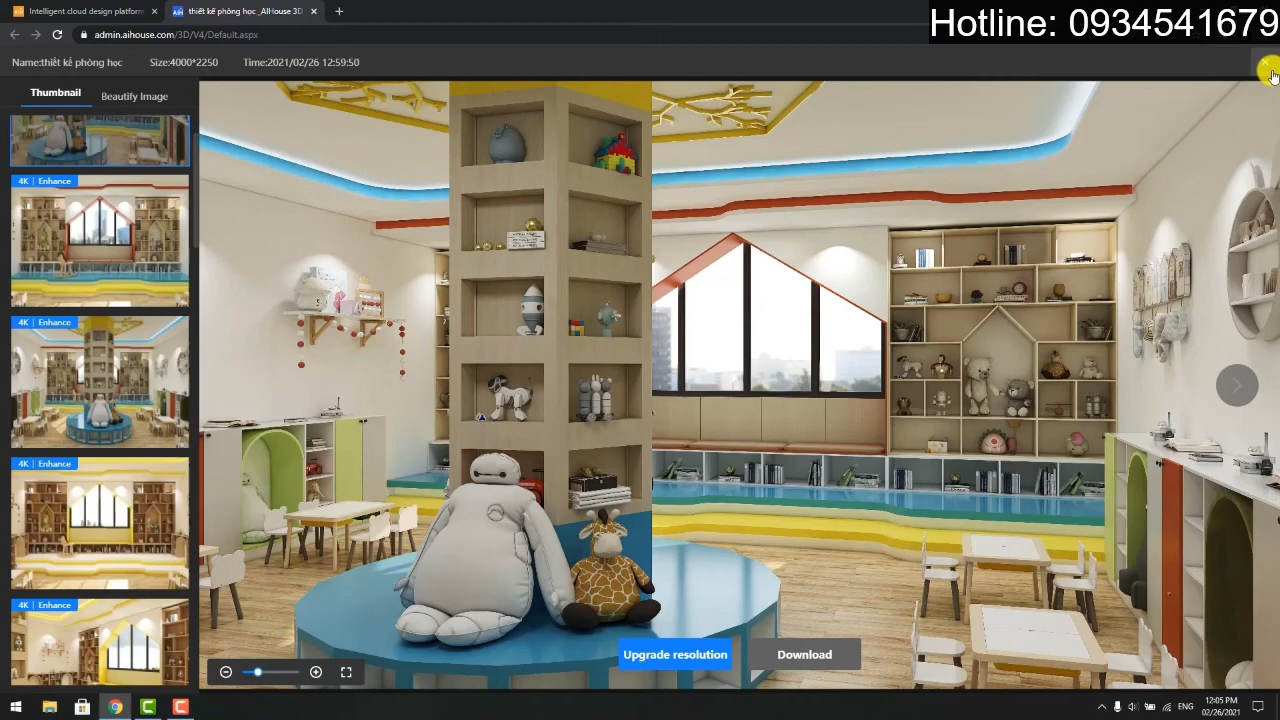 Intelligent cloud design platform
thiết kế phòng học _AiHouse 3D
Hotline: 0934541679
admin.aihouse.com/3D/V4/Default.aspx
Name:thiết kế phòng học
Size:4000*2250
Time:2021/02/26 12:59:50
Thumbnail
Beautify Image
4K | Enhance
4K | Enhance
4K | Enhance
4K | Enhance
Upgrade resolution
Download
ENG
12:05 PM
02/26/2021